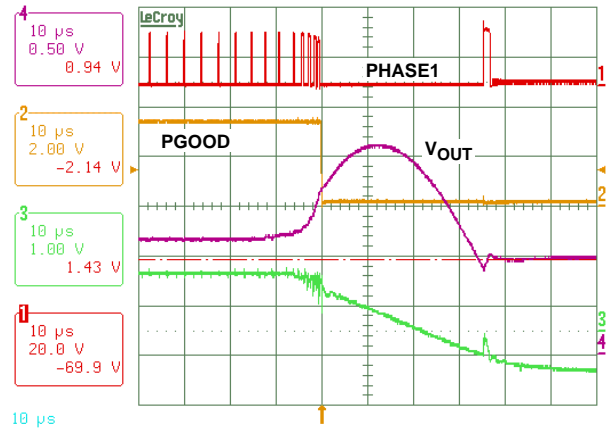 4
10 µs
0.50 V
0.94 V
2
10 µs
2.00 V
-2.14 V
3
10 µs
1.00 V
1.43 V
1
10 µs
20.0 V
-69.9 V
10 µs
LeCroy
PHASE1
PGOOD
VOUT
1
2
3
4